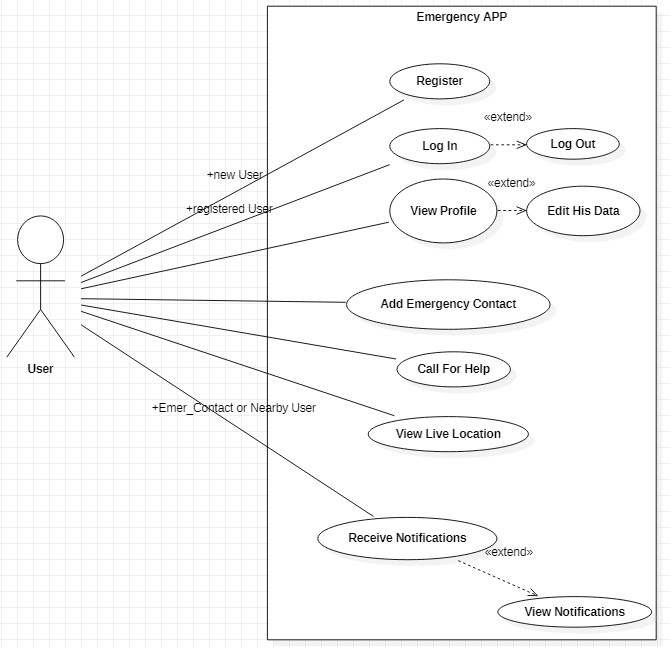 Emergency APP
Register
«extend»
Log In
Log Out
+new User
«extend»
+registered User
View Profile
Edit His Data
Add Emergency Contact
User
Call For Help
+Emer_Contact or Nearby User
View Live Location
Receive Notifications
«extend»
View Notifications